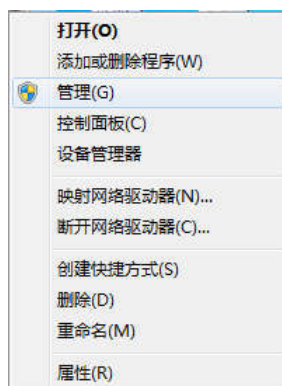 打开(O)
添加或删除程序(W)
管理(G)
控制面板(C)
设备管理器
映射网络驱动器(N)...
断开网络驱动器(C)...
创建快捷方式(S)
删除(D)
重命名(M)
属性(R)